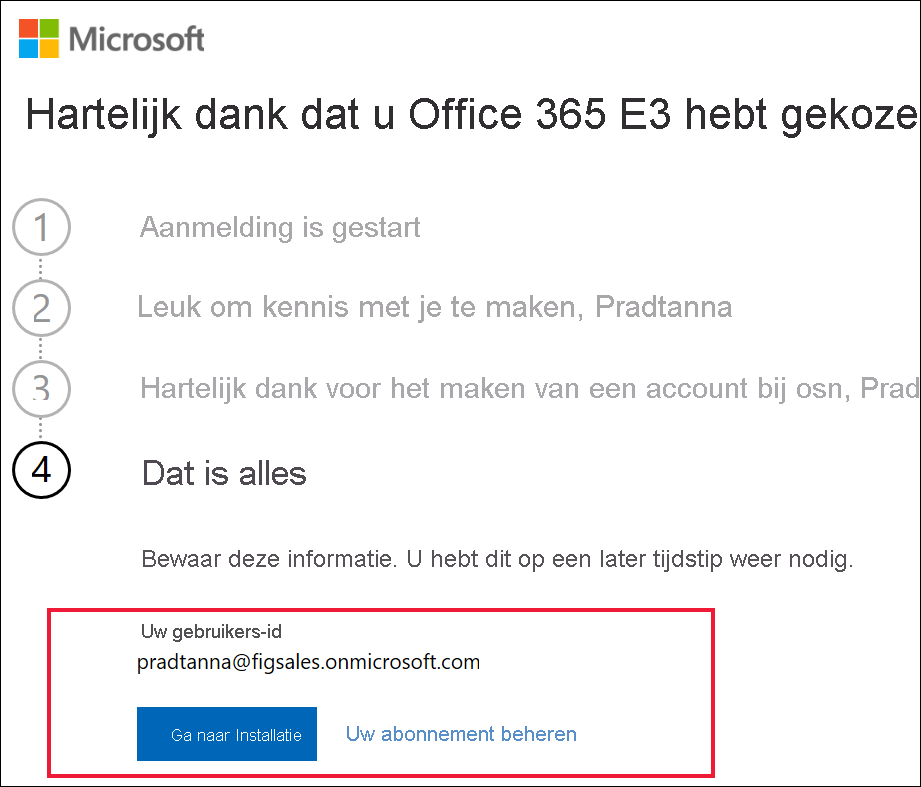 Microsoft
Hartelijk dank dat u Office 365 E3 hebt gekoze
1
Aanmelding is gestart
2
Leuk om kennis met je te maken, Pradtanna
3
Hartelijk dank voor het maken van een account bij osn, Prad
4
Dat is alles
Bewaar deze informatie. U hebt dit op een later tijdstip weer nodig.
Uw gebruikers-id
pradtanna@figsales.onmicrosoft.com
Ga naar Installatie
Uw abonnement beheren